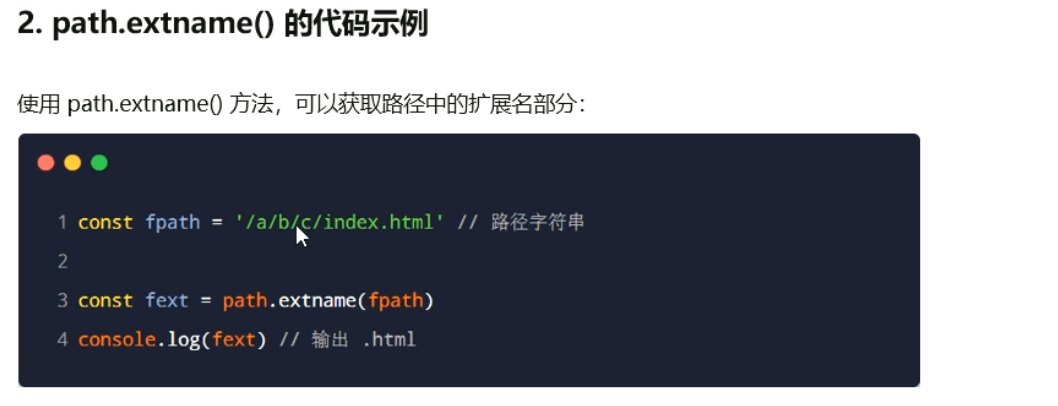 2. path.extname() 的代码示例
使用 path.extname() 方法，可以获取路径中的扩展名部分：
1 const fpath = '/a/b/c/index.html' // 路径字符串
2
3 const fext = path.extname(fpath)
4 console.log(fext) // 输出 .html